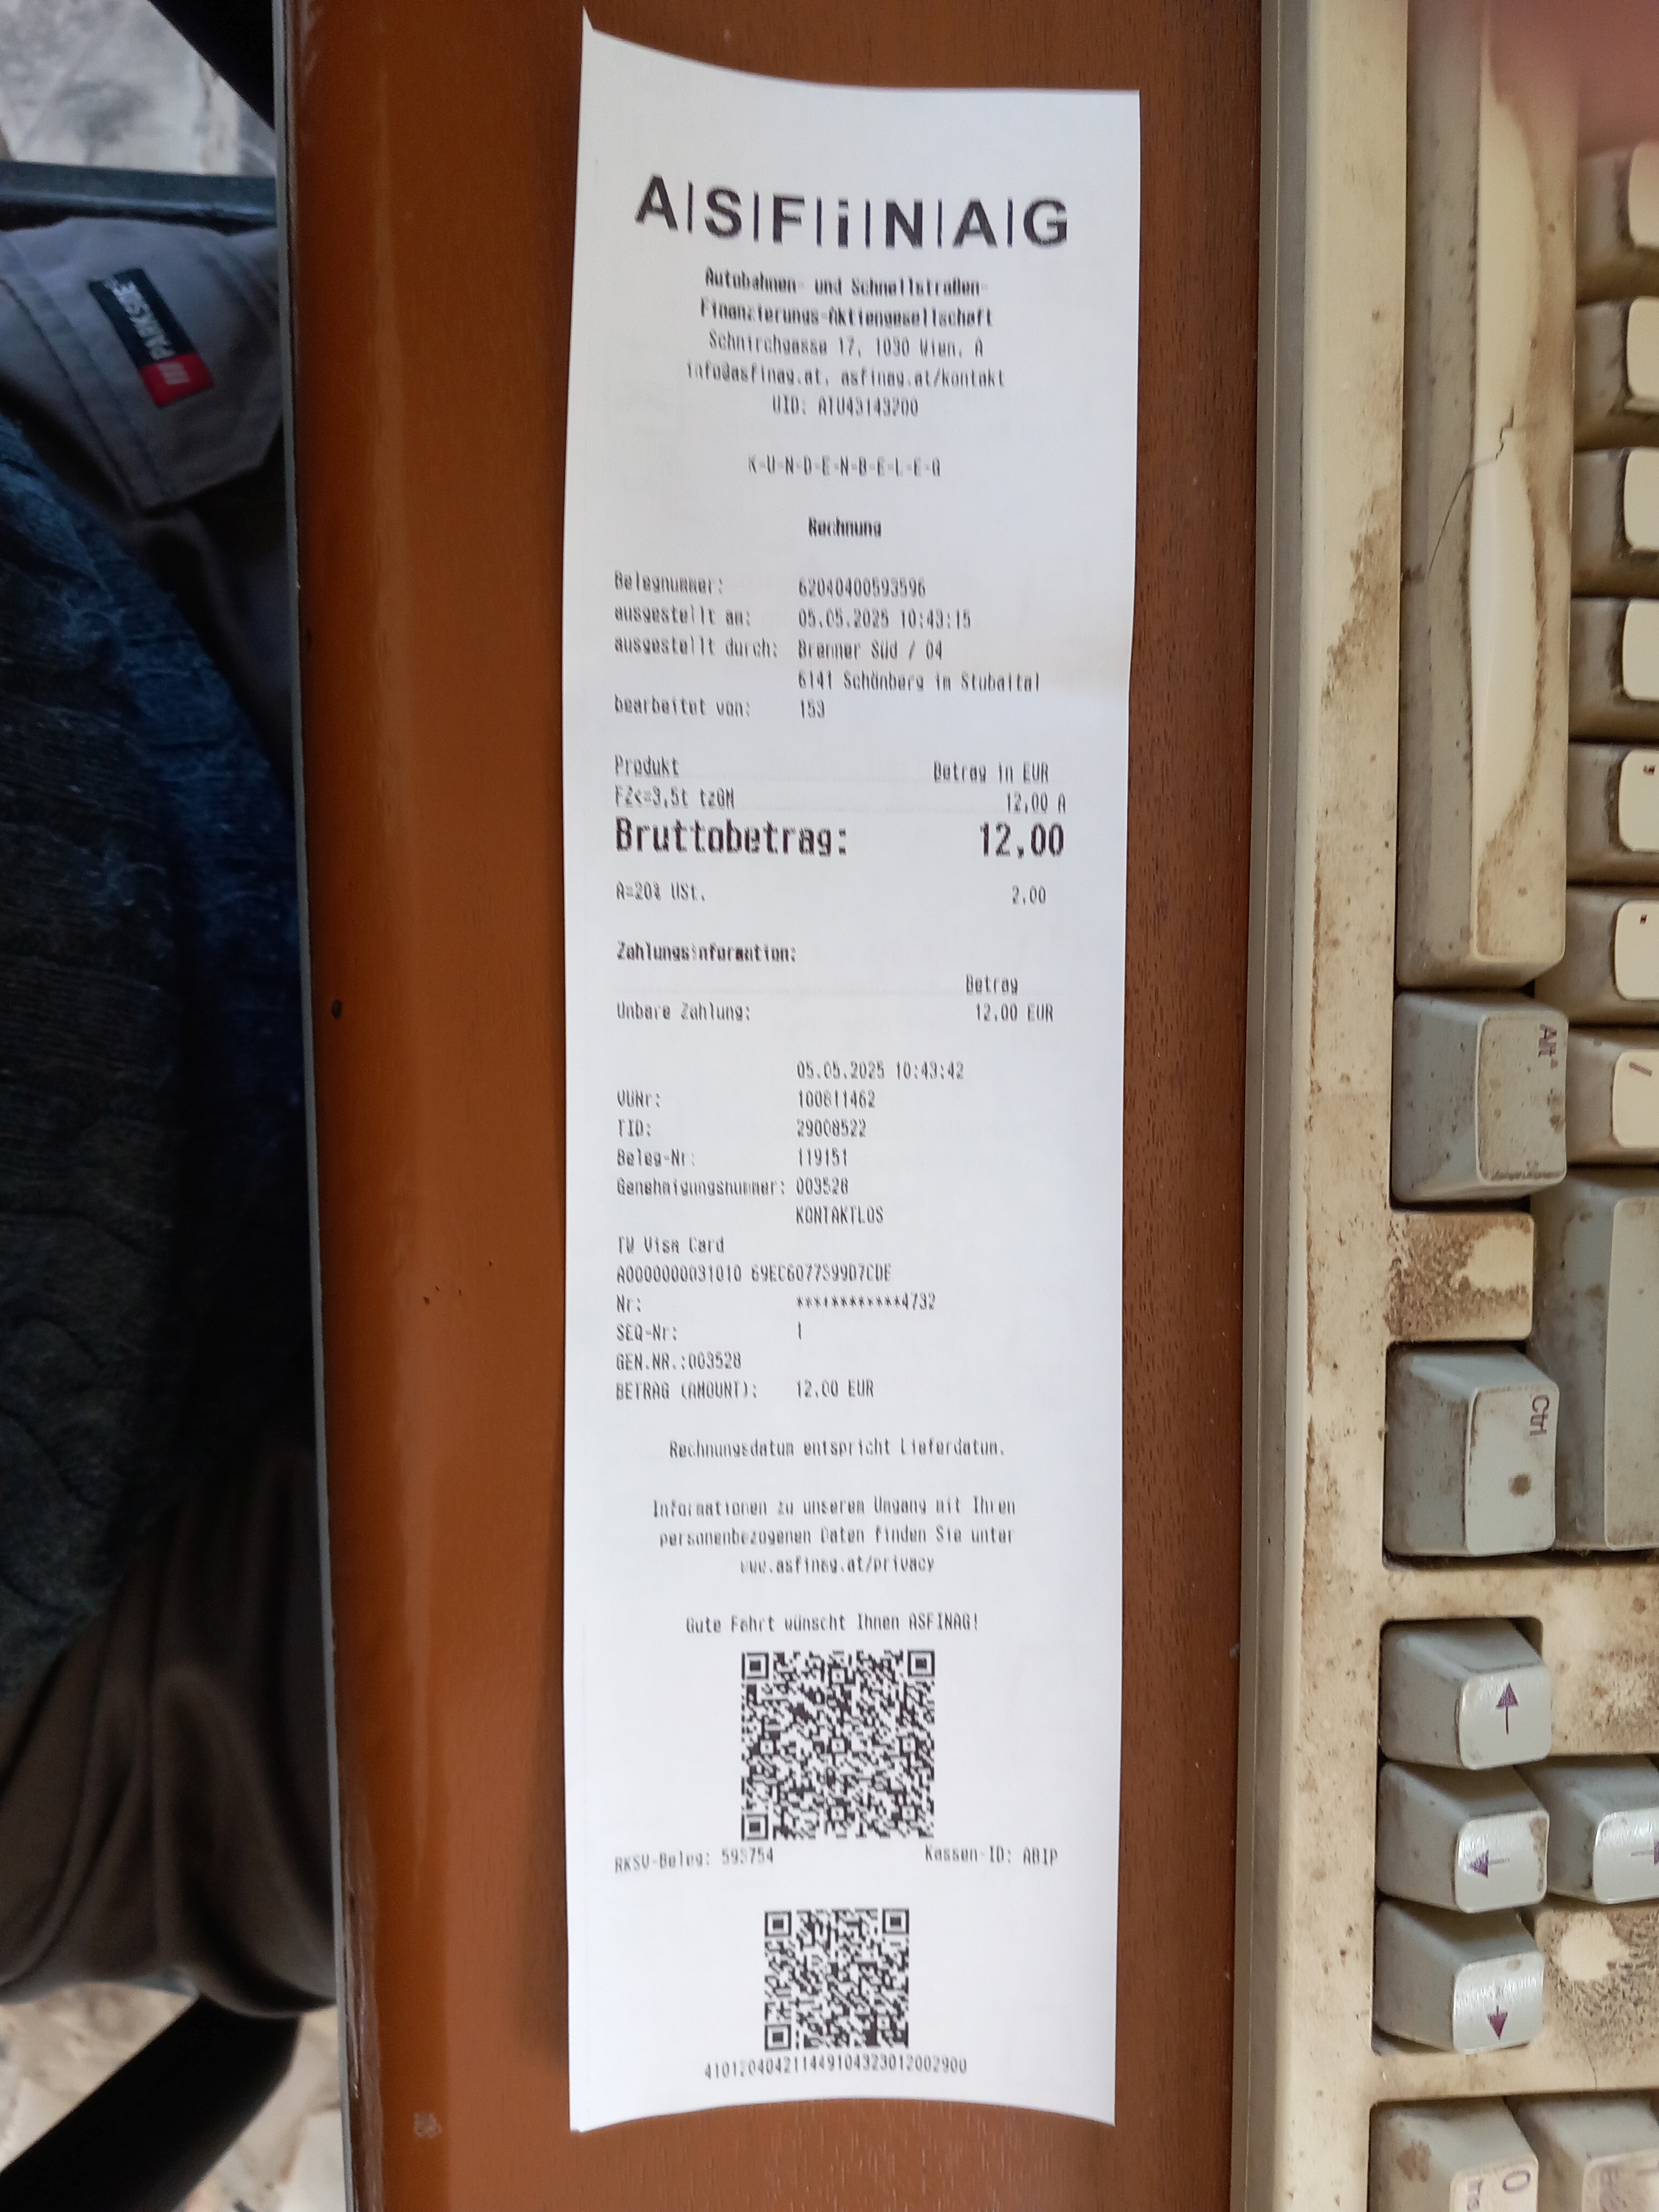 A|S|F|i|N|A|G
Autobahnen- und Schnellstraßen-
Finanzierungs-Aktiengesellschaft
Schnirchgasse 17, 1030 Wien, A
info@asfinag.at, asfinag.at/kontakt
UID: ATU43143200
K-U-N-D-E-N-B-E-L-E-G
Rechnung
Belegnummer: 62040400593596
ausgestellt am: 05.05.2025 10:43:15
ausgestellt durch: Brenner Süd / 04
6141 Schönberg im Stubaital
bearbeitet von: 153
Produkt Betrag in EUR
FZ<=3,5t tzGM 12,00 A
Bruttobetrag: 12,00
A=20% USt. 2,00
Zahlungsinformation:
Betrag
Unbare Zahlung: 12,00 EUR
05.05.2025 10:43:42
VUNr: 100811462
TID: 29008522
Beleg-Nr: 119151
Genehmigungsnummer: 003528
KONTAKTLOS
TW Visa Card
A0000000031010
Nr: ************4732
SEQ-Nr: 1
GEN.NR.:003528
BETRAG (AMOUNT): 12,00 EUR
Rechnungsdatum entspricht Lieferdatum.
Informationen zu unserem Umgang mit Ihren
personenbezogenen Daten finden Sie unter
www.asfinag.at/privacy
Gute Fahrt wünscht Ihnen ASFINAG!
RKSV-Beleg: 593754 Kassen-ID: ABIP
PARKSIDE
Alt
/
Ctrl
↑
←
→
↓
0